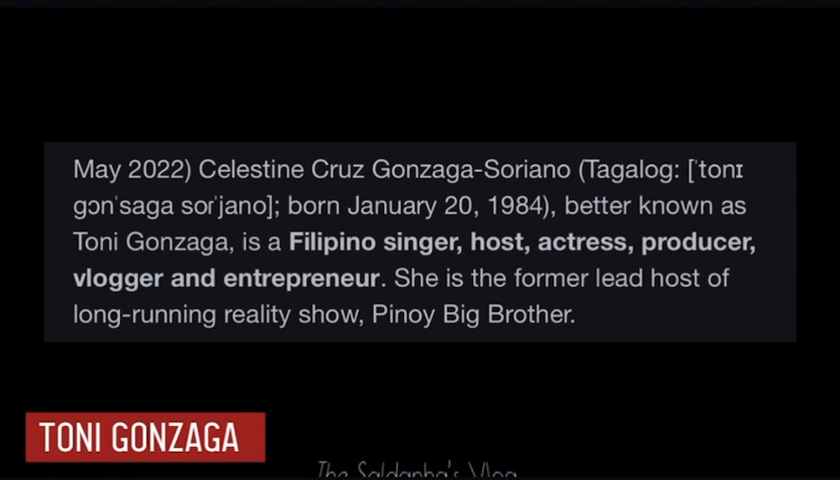 May 2022) Celestine Cruz Gonzaga-Soriano (Tagalog: [ˈtonɪ
gɔnˈsaga soɾˈjano]; born January 20, 1984), better known as
Toni Gonzaga, is a Filipino singer, host, actress, producer,
vlogger and entrepreneur. She is the former lead host of
long-running reality show, Pinoy Big Brother.
TONI GONZAGA
The Saldanha's Vlog